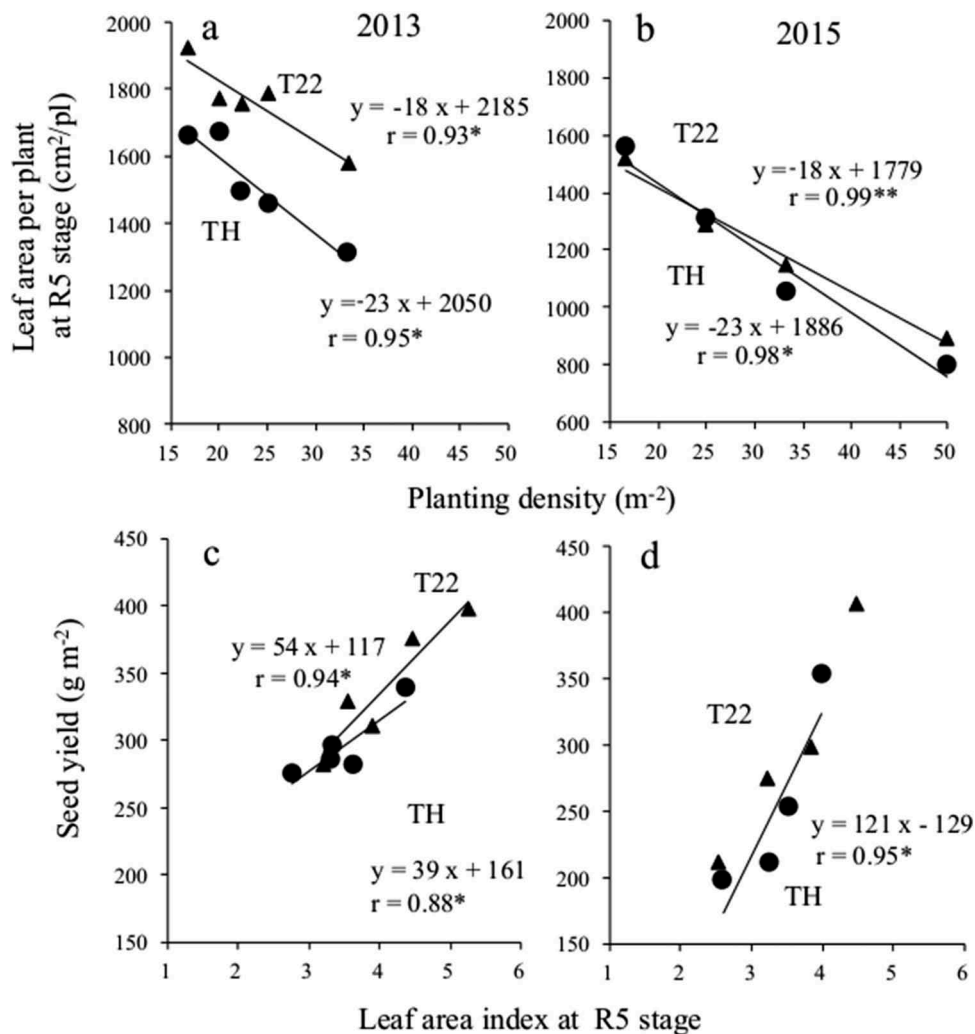 a
2013
2000
1800
1600
1400
1200
1000
800
T22
y = -18 x + 2185
r = 0.93*
TH
y =-23 x + 2050
r = 0.95*
15 20 25 30 35 40 45 50
Leaf area per plant
at R5 stage (cm²/pl)
b
2015
2000
1800
1600
1400
1200
1000
800
600
T22
y =-18 x + 1779
r = 0.99**
TH
y = -23 x + 1886
r = 0.98*
15 20 25 30 35 40 45 50
Planting density (m⁻²)
c
450
400
350
300
250
200
150
T22
y = 54 x + 117
r = 0.94*
TH
y = 39 x + 161
r = 0.88*
1 2 3 4 5 6
Seed yield (g m⁻²)
d
450
400
350
300
250
200
150
T22
y = 121 x - 129
r = 0.95*
TH
1 2 3 4 5 6
Leaf area index at R5 stage